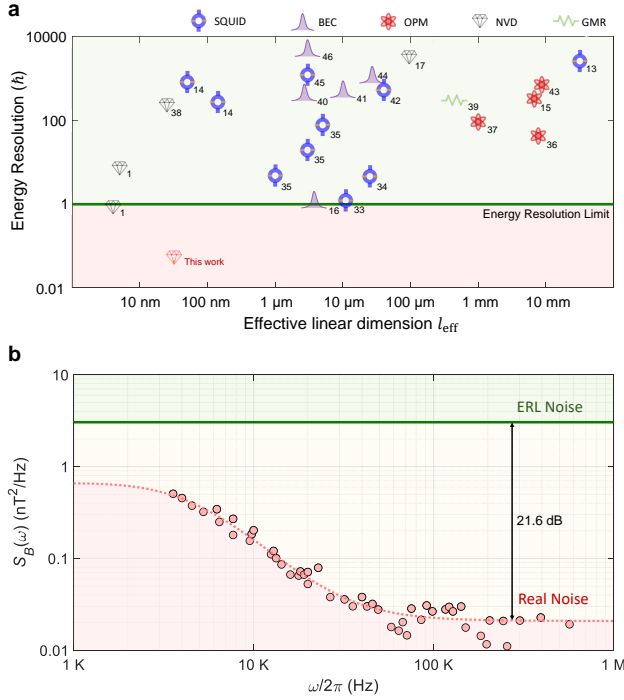 a
SQUID BEC OPM NVD GMR
Energy Resolution (ħ)
10000
100
1
0.01
46
17
13
14
45
44
43
38
14
40
41
42
39
15
35
37
36
1
35
35
34
1
16
33
Energy Resolution Limit
This work
10 nm 100 nm 1 μm 10 μm 100 μm 1 mm 10 mm
Effective linear dimension l_eff
b
S_B(ω) (nT²/Hz)
10
1
0.1
0.01
ERL Noise
21.6 dB
Real Noise
1 K 10 K 100 K 1 M
ω/2π (Hz)